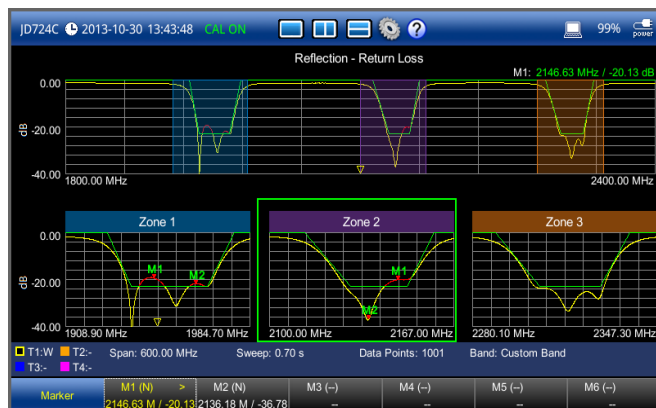 JD724C 2013-10-30 13:43:48 CAL ON 99% power
Reflection - Return Loss
M1: 2146.63 MHz / -20.13 dB
0.00
dB
-20.00
-40.00
1800.00 MHz 2400.00 MHz
Zone 1 Zone 2 Zone 3
0.00
dB
-20.00
-40.00
M1 M2
M1
M2
1908.90 MHz 1984.70 MHz 2100.00 MHz 2167.00 MHz 2280.10 MHz 2347.30 MHz
T1:W T2:- Span: 600.00 MHz Sweep: 0.70 s Data Points: 1001 Band: Custom Band
T3:- T4:-
Marker
M1 (N) > M2 (N) M3 (--) M4 (--) M5 (--) M6 (--)
2146.63 M / -20.13 2136.18 M / -36.78 -- -- -- --